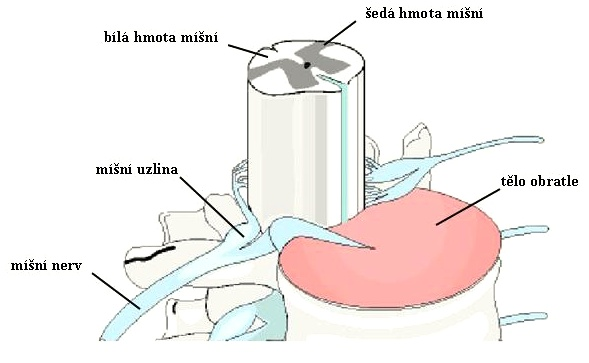 šedá hmota míšní
bílá hmota míšní
míšní uzlina
tělo obratle
míšní nerv